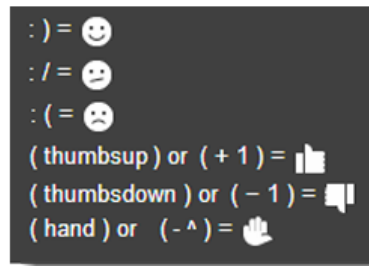 : ) = 🙂
: / = 🫤
: ( = 🙁
( thumbsup ) or ( + 1 ) = 👍
( thumbsdown ) or ( – 1 ) = 👎
( hand ) or ( - ^ ) = ✋